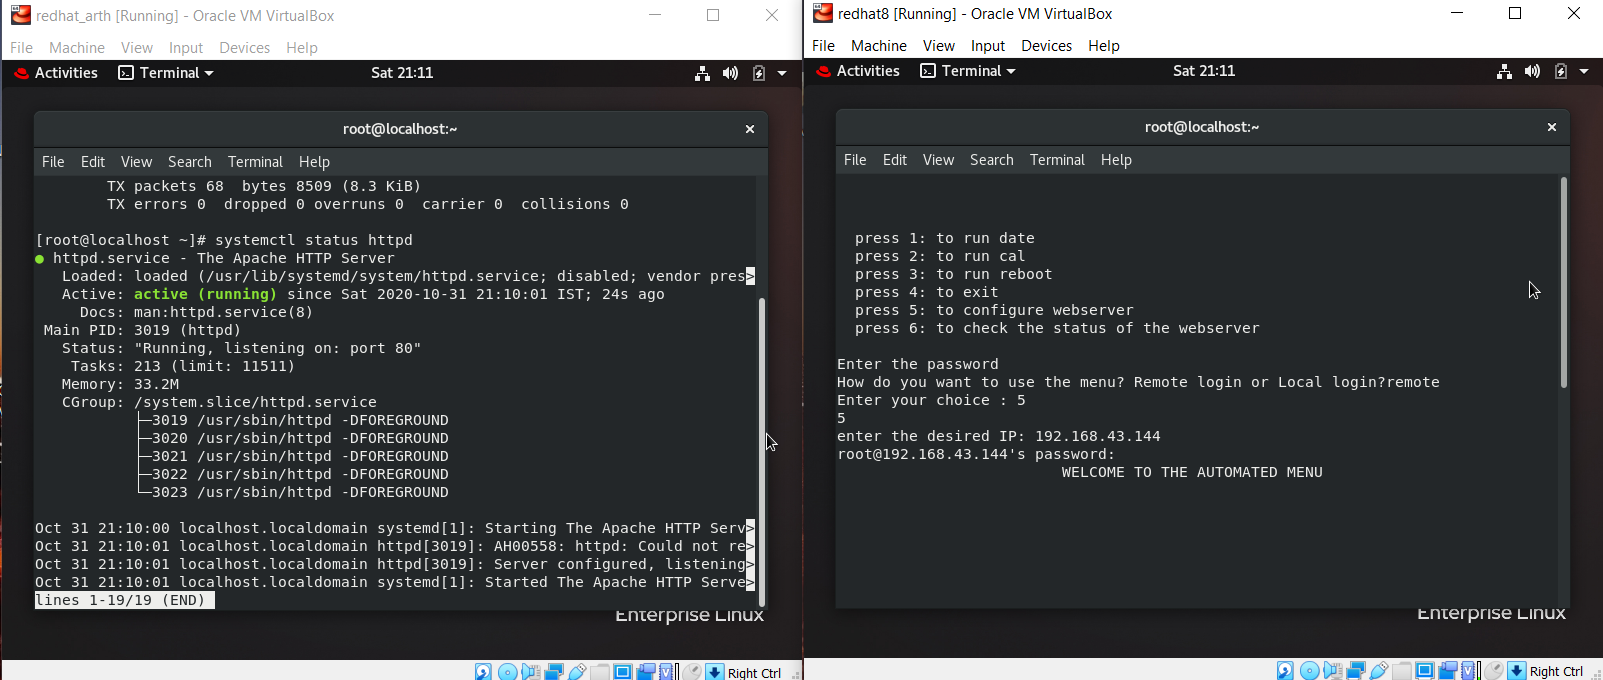 redhat_arth [Running] - Oracle VM VirtualBox
File Machine View Input Devices Help
Activities Terminal Sat 21:11
root@localhost:~
File Edit View Search Terminal Help
TX packets 68  bytes 8509 (8.3 KiB)
TX errors 0  dropped 0 overruns 0  carrier 0  collisions 0
[root@localhost ~]# systemctl status httpd
● httpd.service - The Apache HTTP Server
Loaded: loaded (/usr/lib/systemd/system/httpd.service; disabled; vendor pres>
Active: active (running) since Sat 2020-10-31 21:10:01 IST; 24s ago
Docs: man:httpd.service(8)
Main PID: 3019 (httpd)
Status: "Running, listening on: port 80"
Tasks: 213 (limit: 11511)
Memory: 33.2M
CGroup: /system.slice/httpd.service
├─3019 /usr/sbin/httpd -DFOREGROUND
├─3020 /usr/sbin/httpd -DFOREGROUND
├─3021 /usr/sbin/httpd -DFOREGROUND
├─3022 /usr/sbin/httpd -DFOREGROUND
└─3023 /usr/sbin/httpd -DFOREGROUND
Oct 31 21:10:00 localhost.localdomain systemd[1]: Starting The Apache HTTP Serv>
Oct 31 21:10:01 localhost.localdomain httpd[3019]: AH00558: httpd: Could not re>
Oct 31 21:10:01 localhost.localdomain httpd[3019]: Server configured, listening>
Oct 31 21:10:01 localhost.localdomain systemd[1]: Started The Apache HTTP Serve>
lines 1-19/19 (END)
Enterprise Linux
Right Ctrl
redhat8 [Running] - Oracle VM VirtualBox
File Machine View Input Devices Help
Activities Terminal Sat 21:11
root@localhost:~
File Edit View Search Terminal Help
press 1: to run date
press 2: to run cal
press 3: to run reboot
press 4: to exit
press 5: to configure webserver
press 6: to check the status of the webserver
Enter the password
How do you want to use the menu? Remote login or Local login?remote
Enter your choice : 5
5
enter the desired IP: 192.168.43.144
root@192.168.43.144's password:
WELCOME TO THE AUTOMATED MENU
Enterprise Linux
Right Ctrl